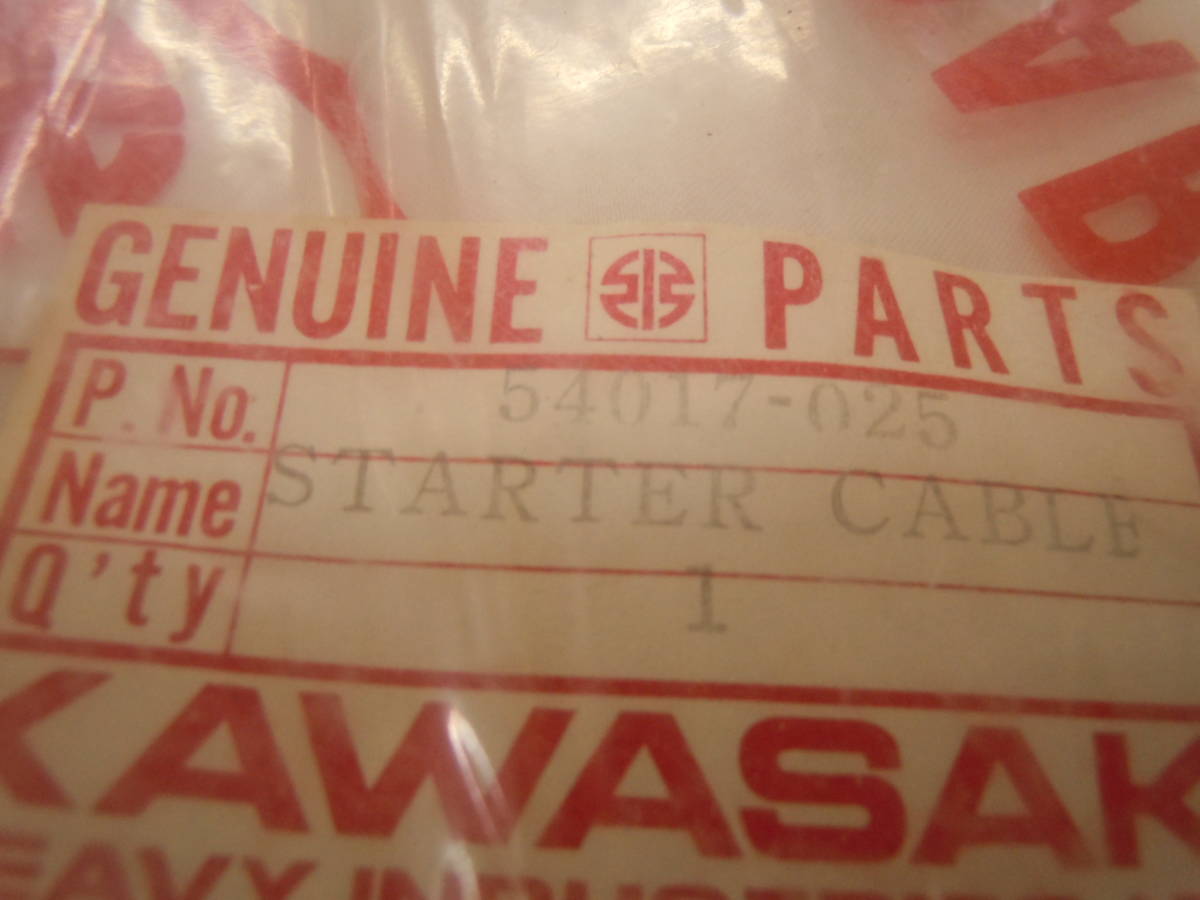 GENUINE PARTS
P. No. 54017-025
Name STARTER CABLE
Q'ty 1
KAWASAK